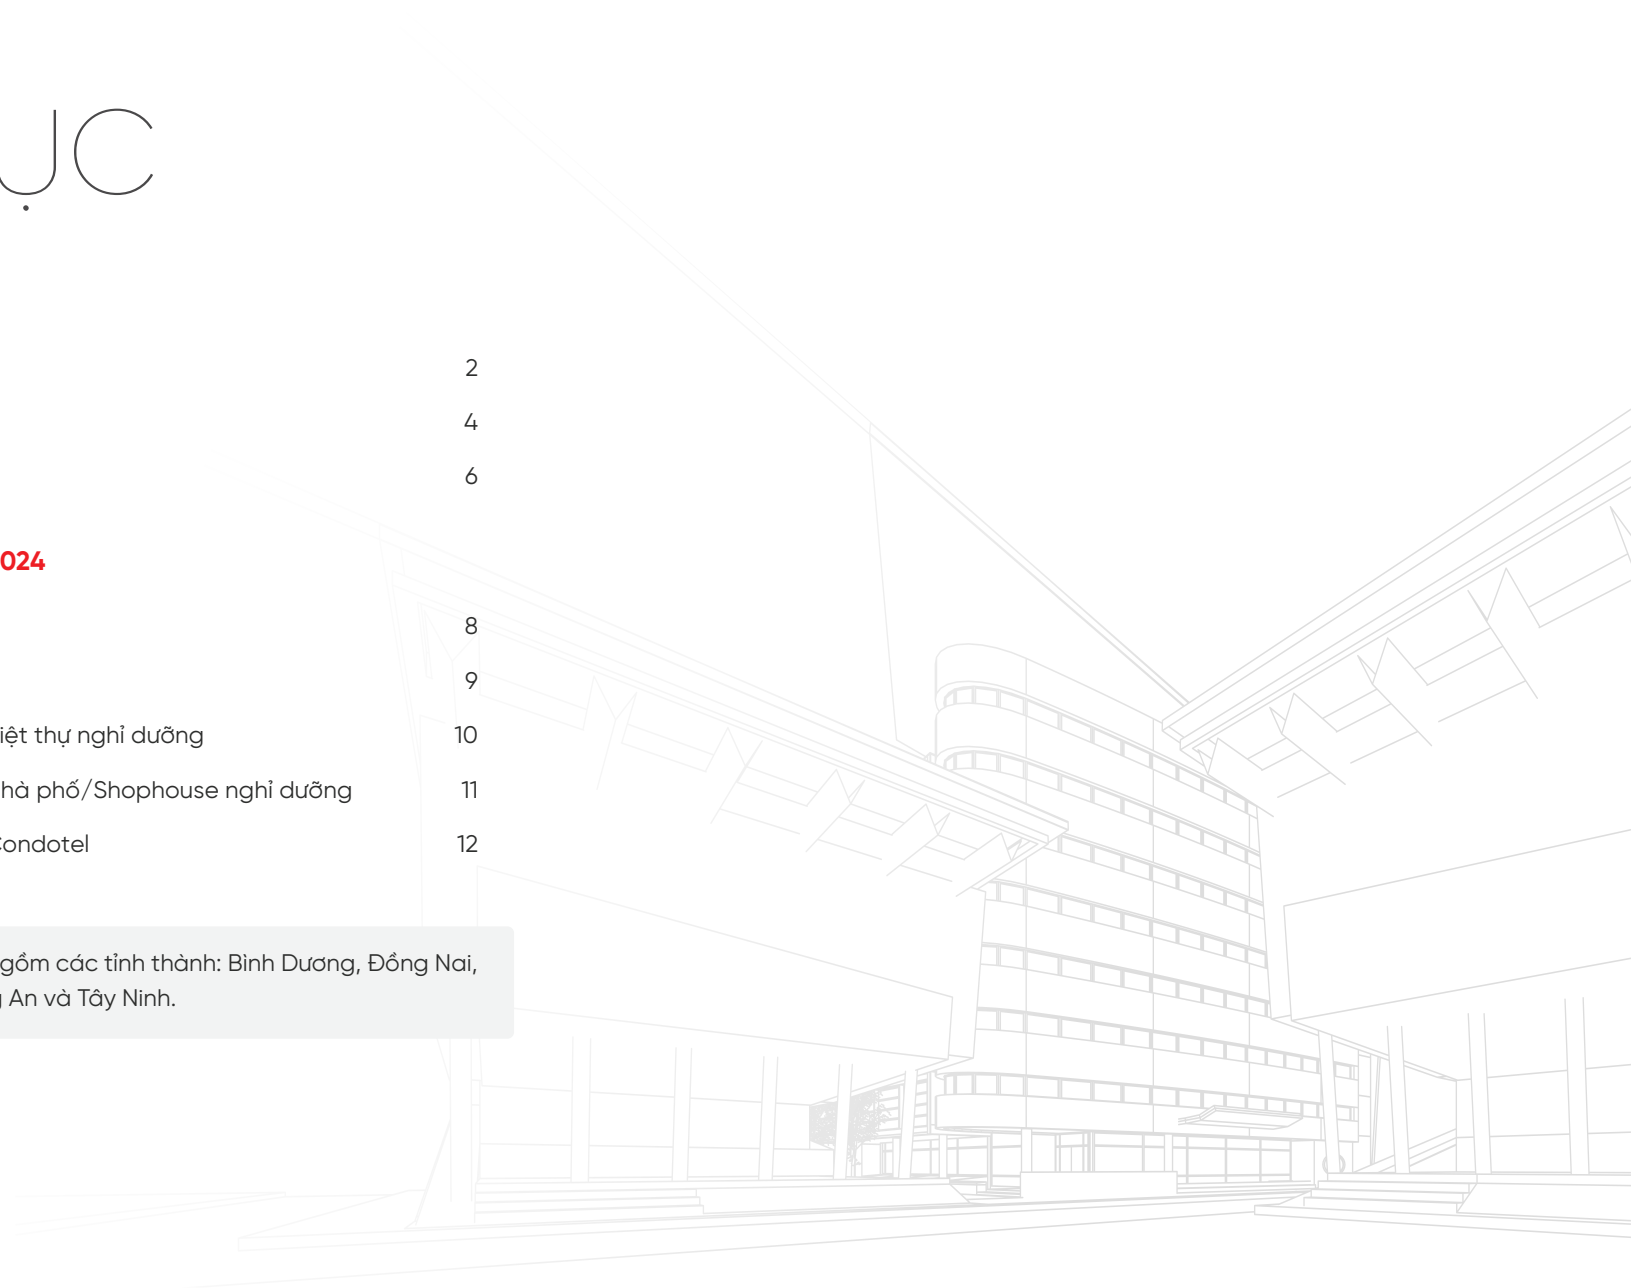 ỤC
2
4
6
024
8
9
iệt thự nghỉ dưỡng 10
hà phố/Shophouse nghỉ dưỡng 11
Condotel 12
gồm các tỉnh thành: Bình Dương, Đồng Nai,
g An và Tây Ninh.